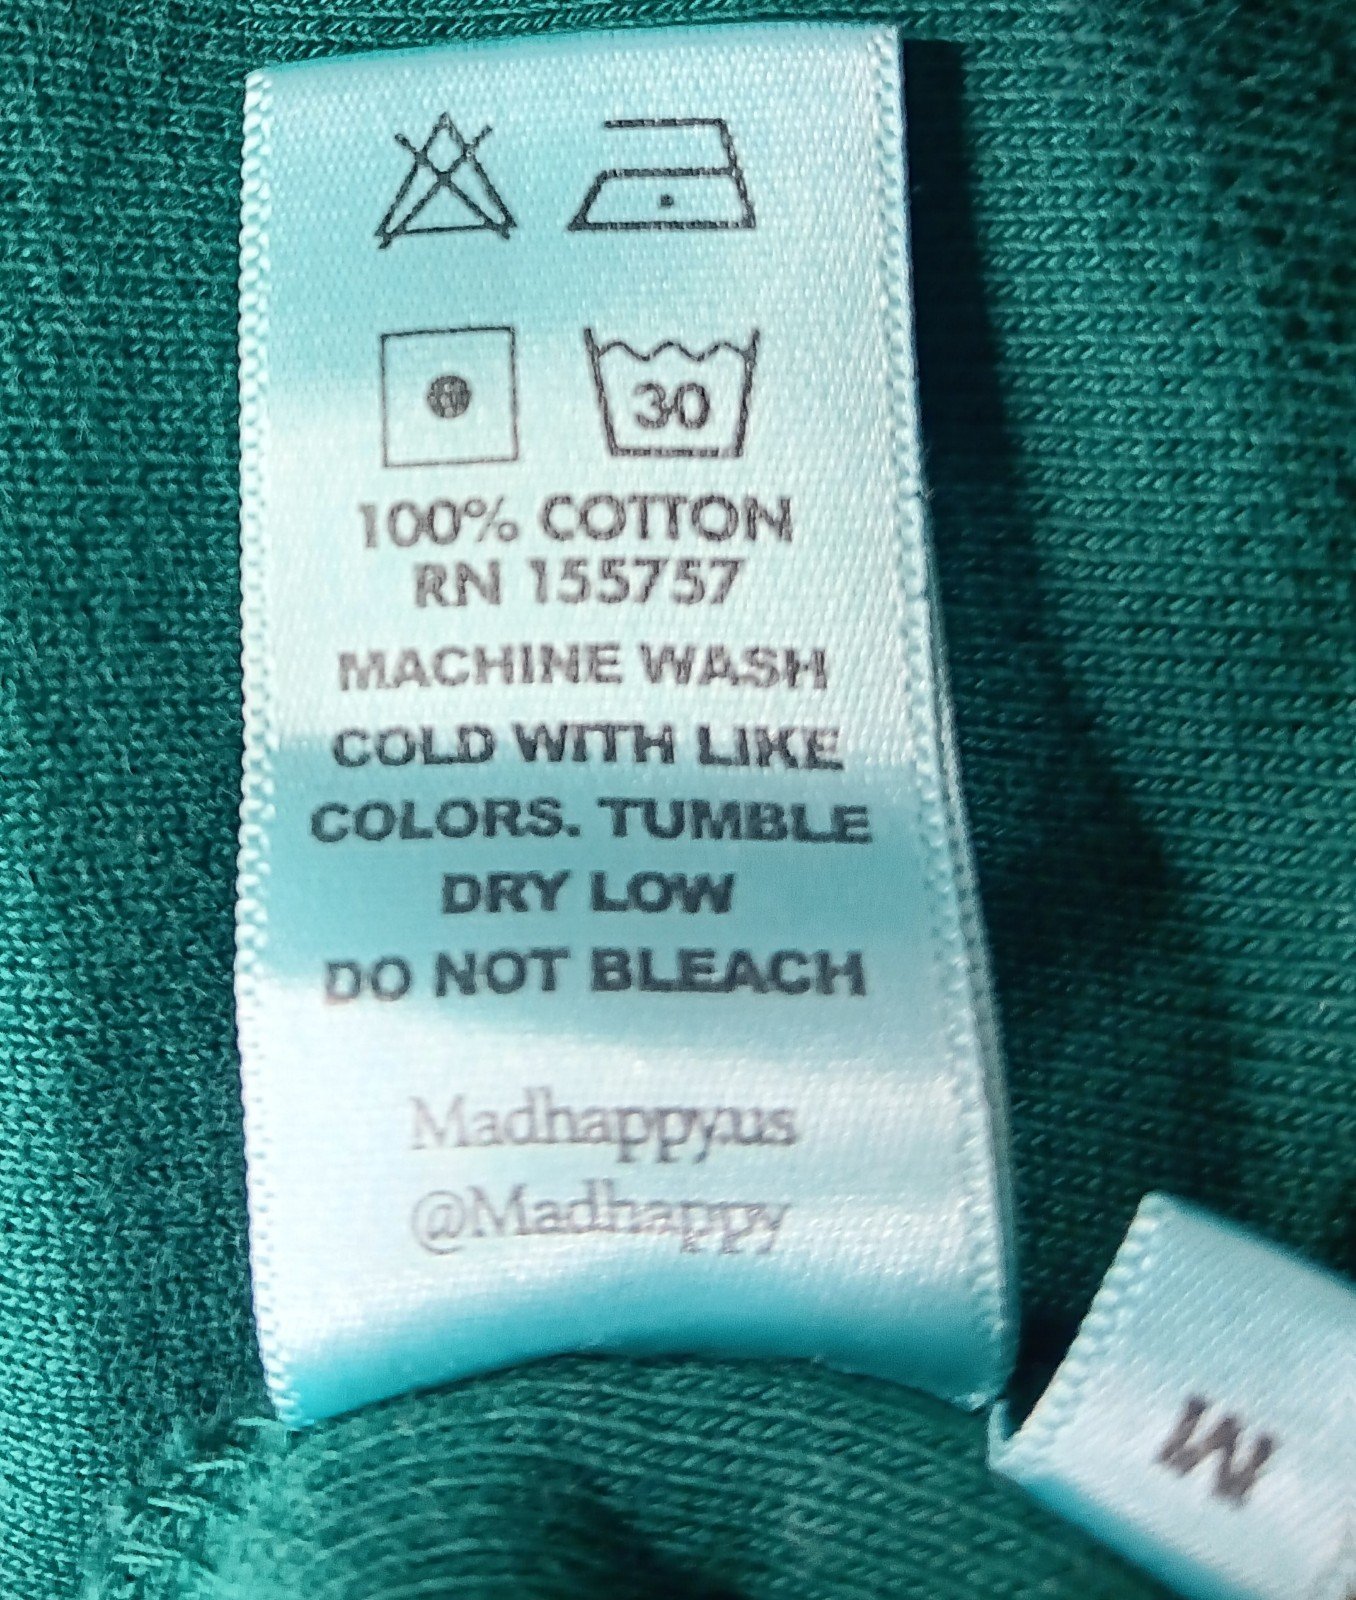 30
100% COTTON
RN 155757
MACHINE WASH
COLD WITH LIKE
COLORS. TUMBLE
DRY LOW
DO NOT BLEACH
Madhappy.us
@Madhappy
M